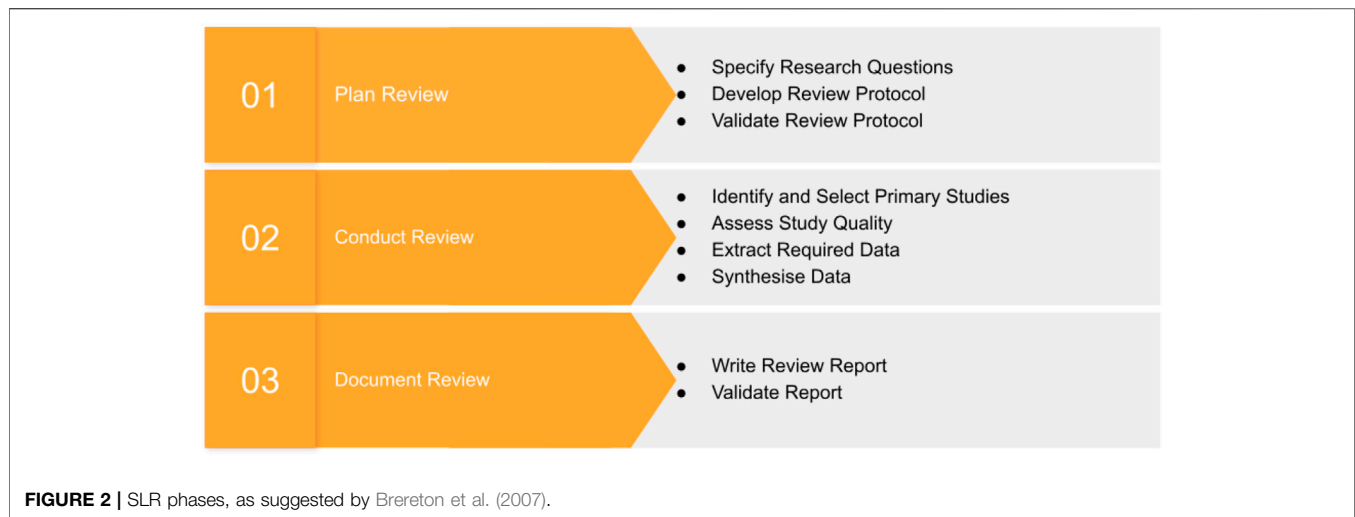 01
Plan Review
● Specify Research Questions
● Develop Review Protocol
● Validate Review Protocol
02
Conduct Review
● Identify and Select Primary Studies
● Assess Study Quality
● Extract Required Data
● Synthesise Data
03
Document Review
● Write Review Report
● Validate Report
FIGURE 2 | SLR phases, as suggested by Brereton et al. (2007).